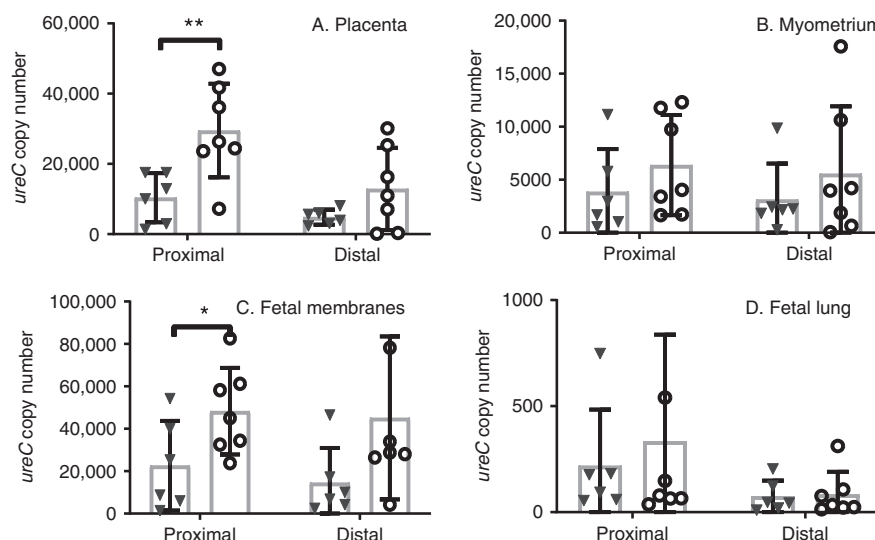 A. Placenta
**
ureC copy number
60,000
40,000
20,000
0
Proximal
Distal
B. Myometrium
ureC copy number
20,000
15,000
10,000
5000
0
Proximal
Distal
C. Fetal membranes
*
ureC copy number
100,000
80,000
60,000
40,000
20,000
0
Proximal
Distal
D. Fetal lung
ureC copy number
1000
500
0
Proximal
Distal